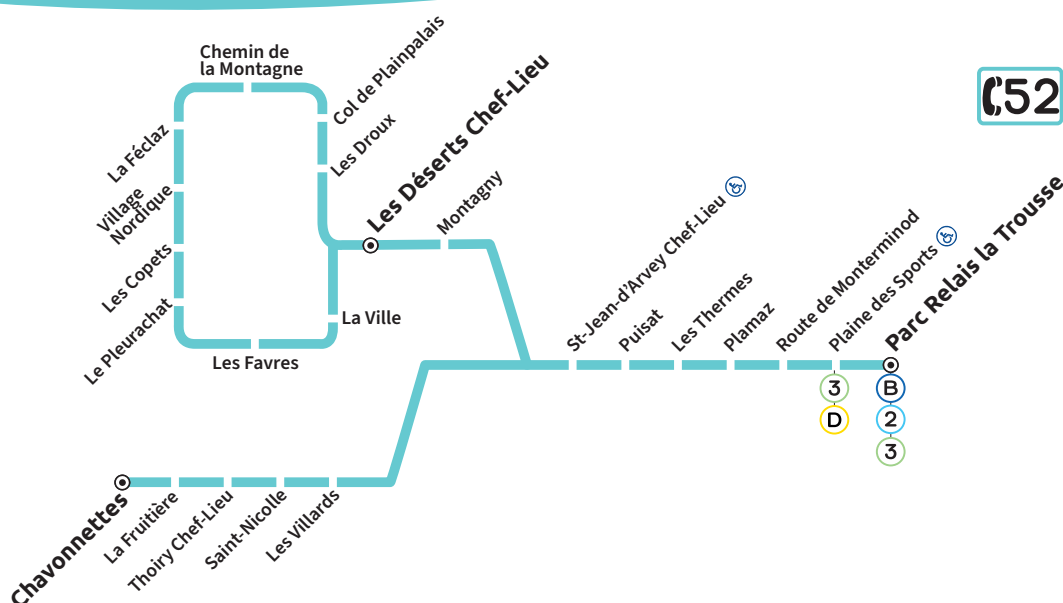 Chemin de
la Montagne
Col de Plainpalais
52
La Féclaz
Les Droux
Les Déserts Chef-Lieu
Village
Nordique
Montagny
St-Jean-d'Arvey Chef-Lieu
Les Copets
Le Pleurachat
La Ville
Les Favres
Puisat
Les Thermes
Plamaz
Route de Monterminod
Plaine des Sports
Parc Relais la Trousse
3
D
B
2
3
Chavonnettes
La Fruitière
Thoiry Chef-Lieu
Saint-Nicolle
Les Villards